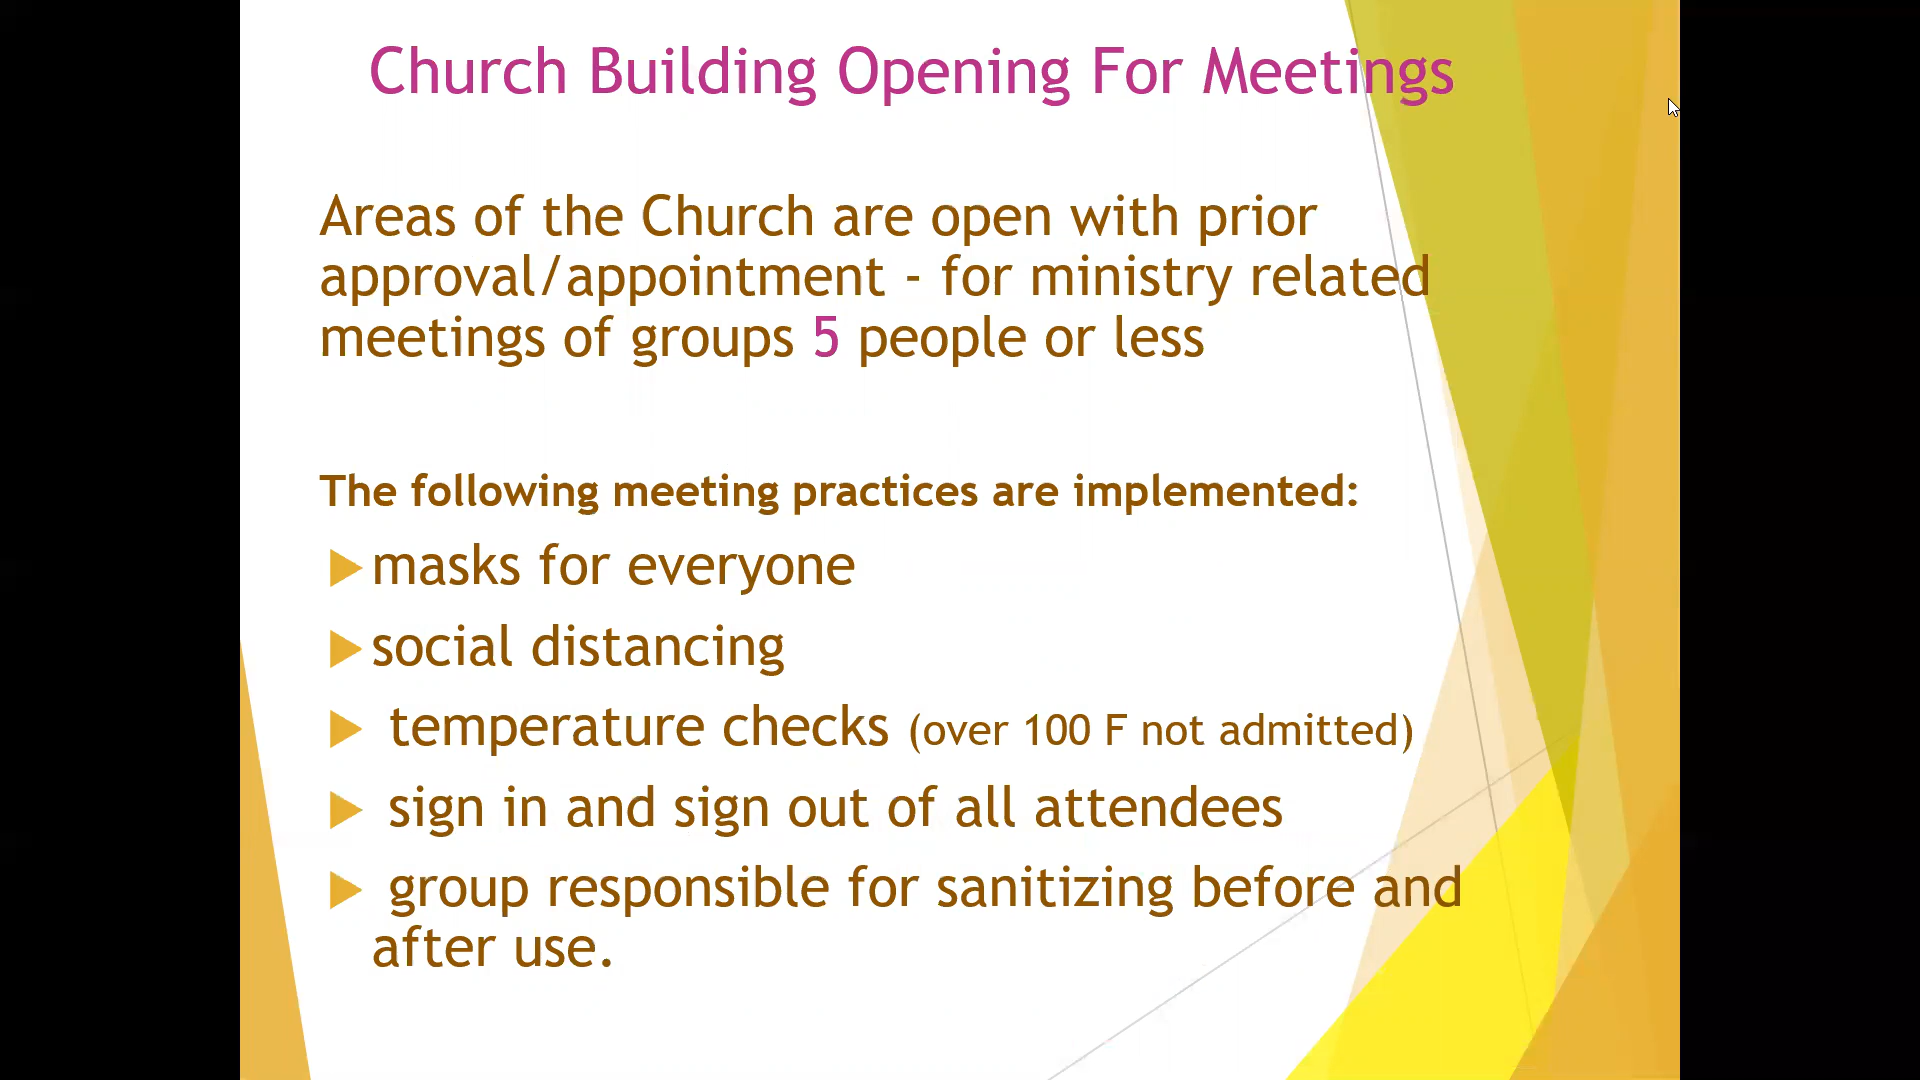 Church Building Opening For Meetings
Areas of the Church are open with prior
approval/appointment - for ministry related
meetings of groups 5 people or less
The following meeting practices are implemented:
masks for everyone
social distancing
temperature checks (over 100 F not admitted)
sign in and sign out of all attendees
group responsible for sanitizing before and
after use.